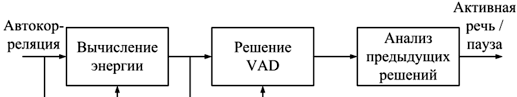 Автокор-
реляция
Вычисление
энергии
Решение
VAD
Анализ
предыдущих
решений
Активная
речь /
пауза